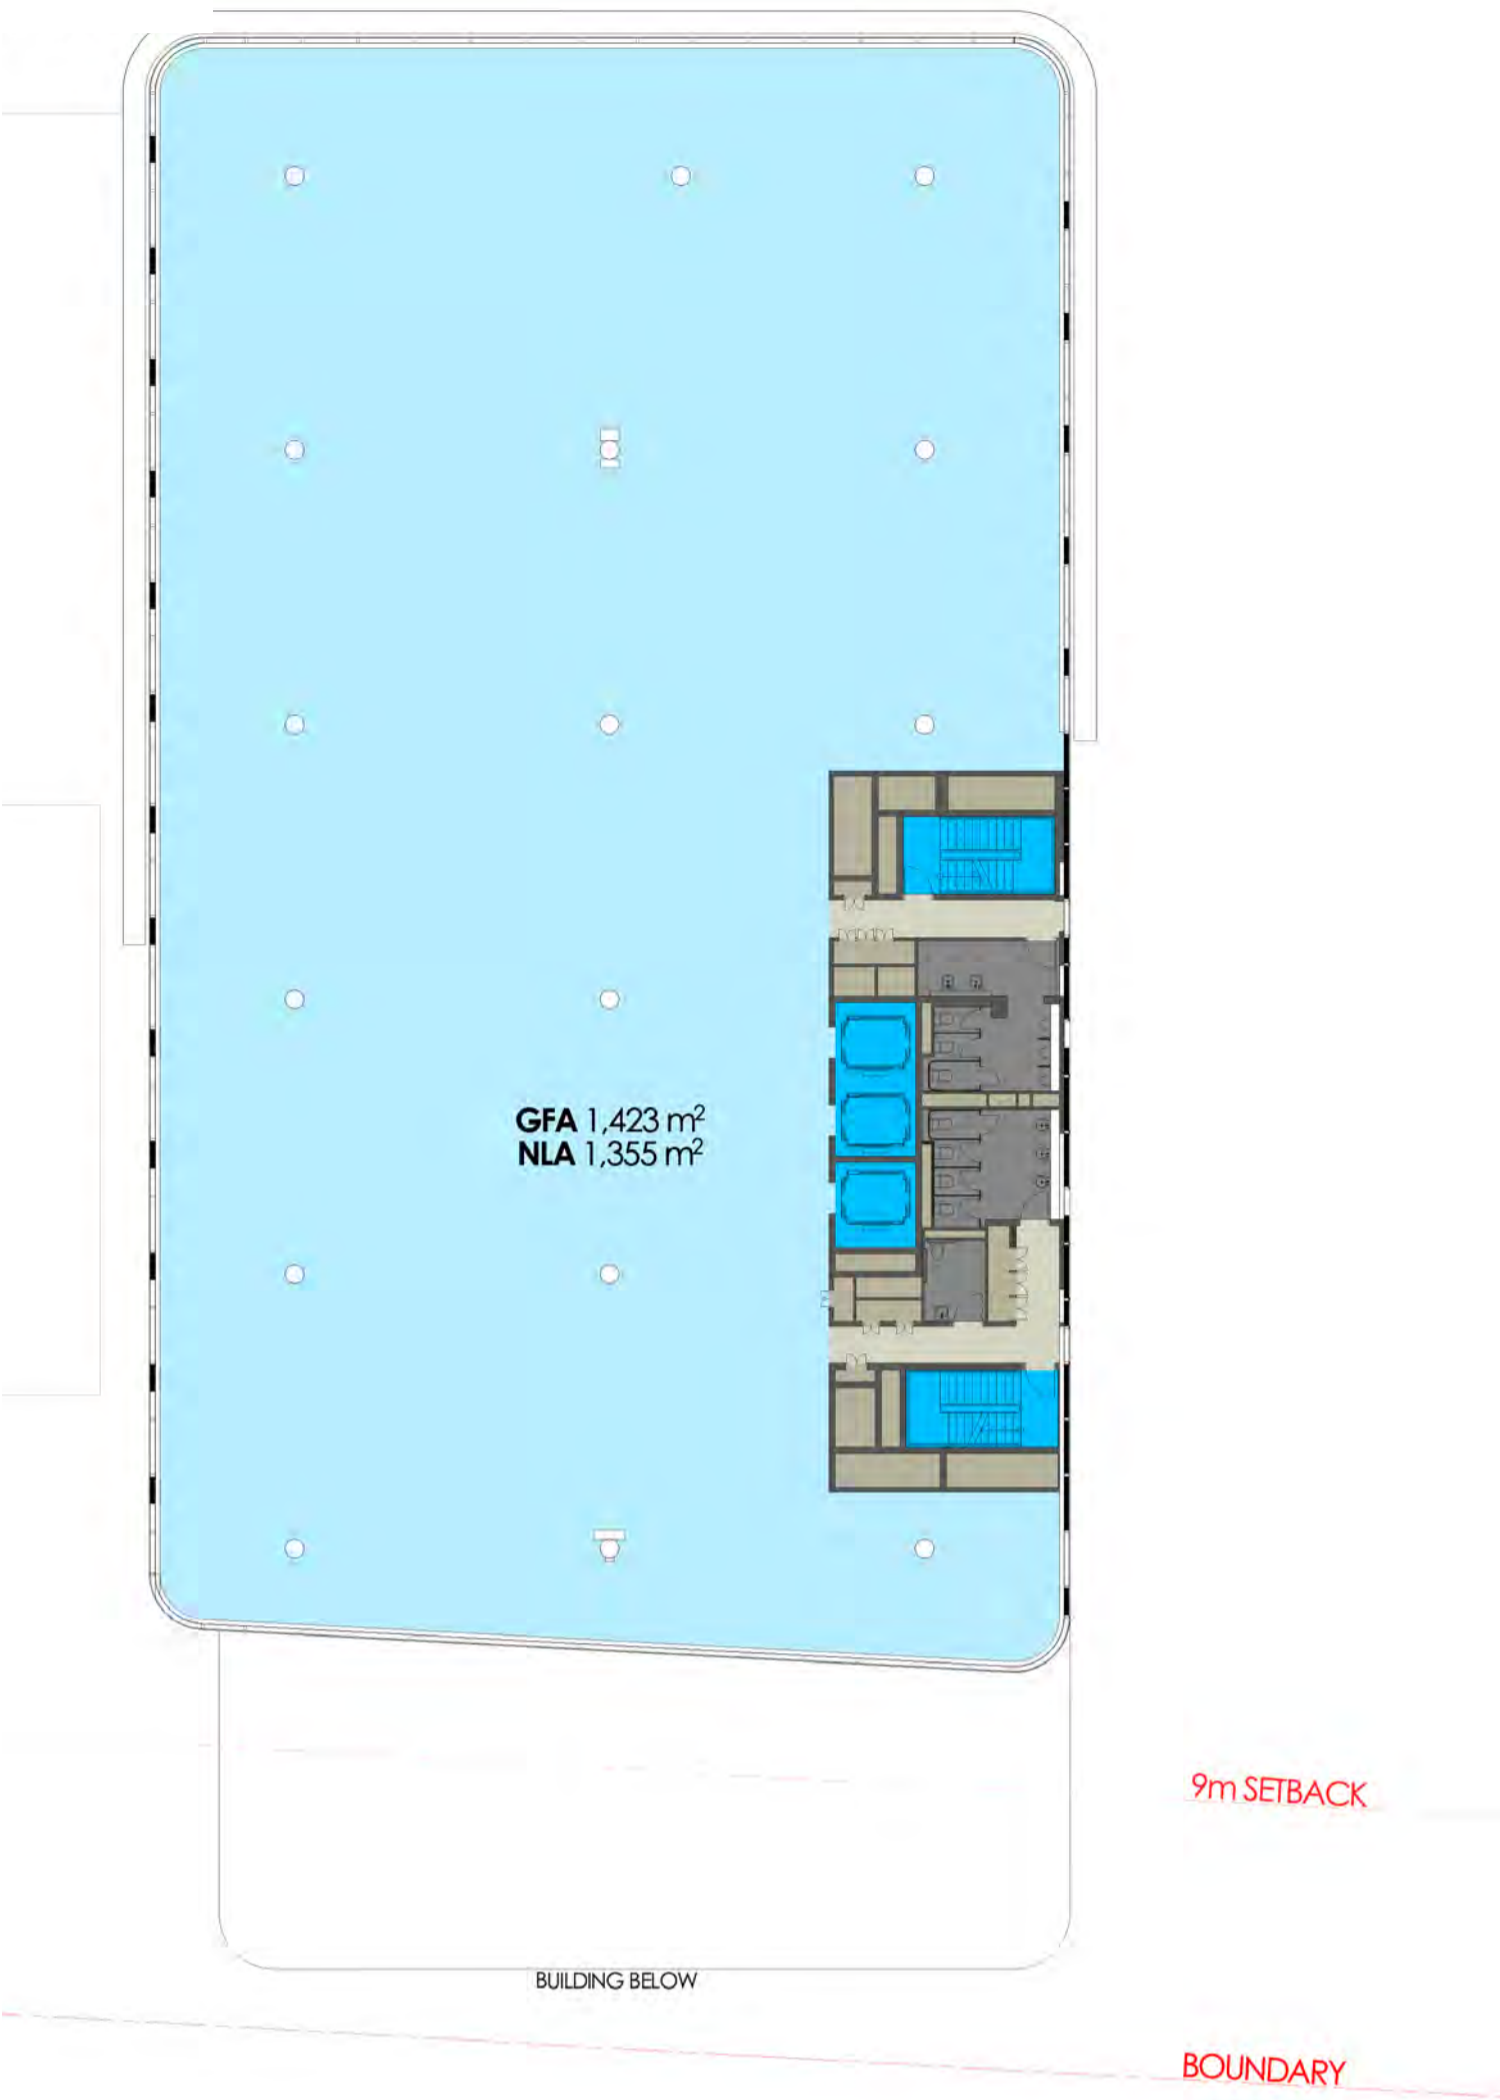 GFA 1,423 m²
NLA 1,355 m²
9m SETBACK
BUILDING BELOW
BOUNDARY